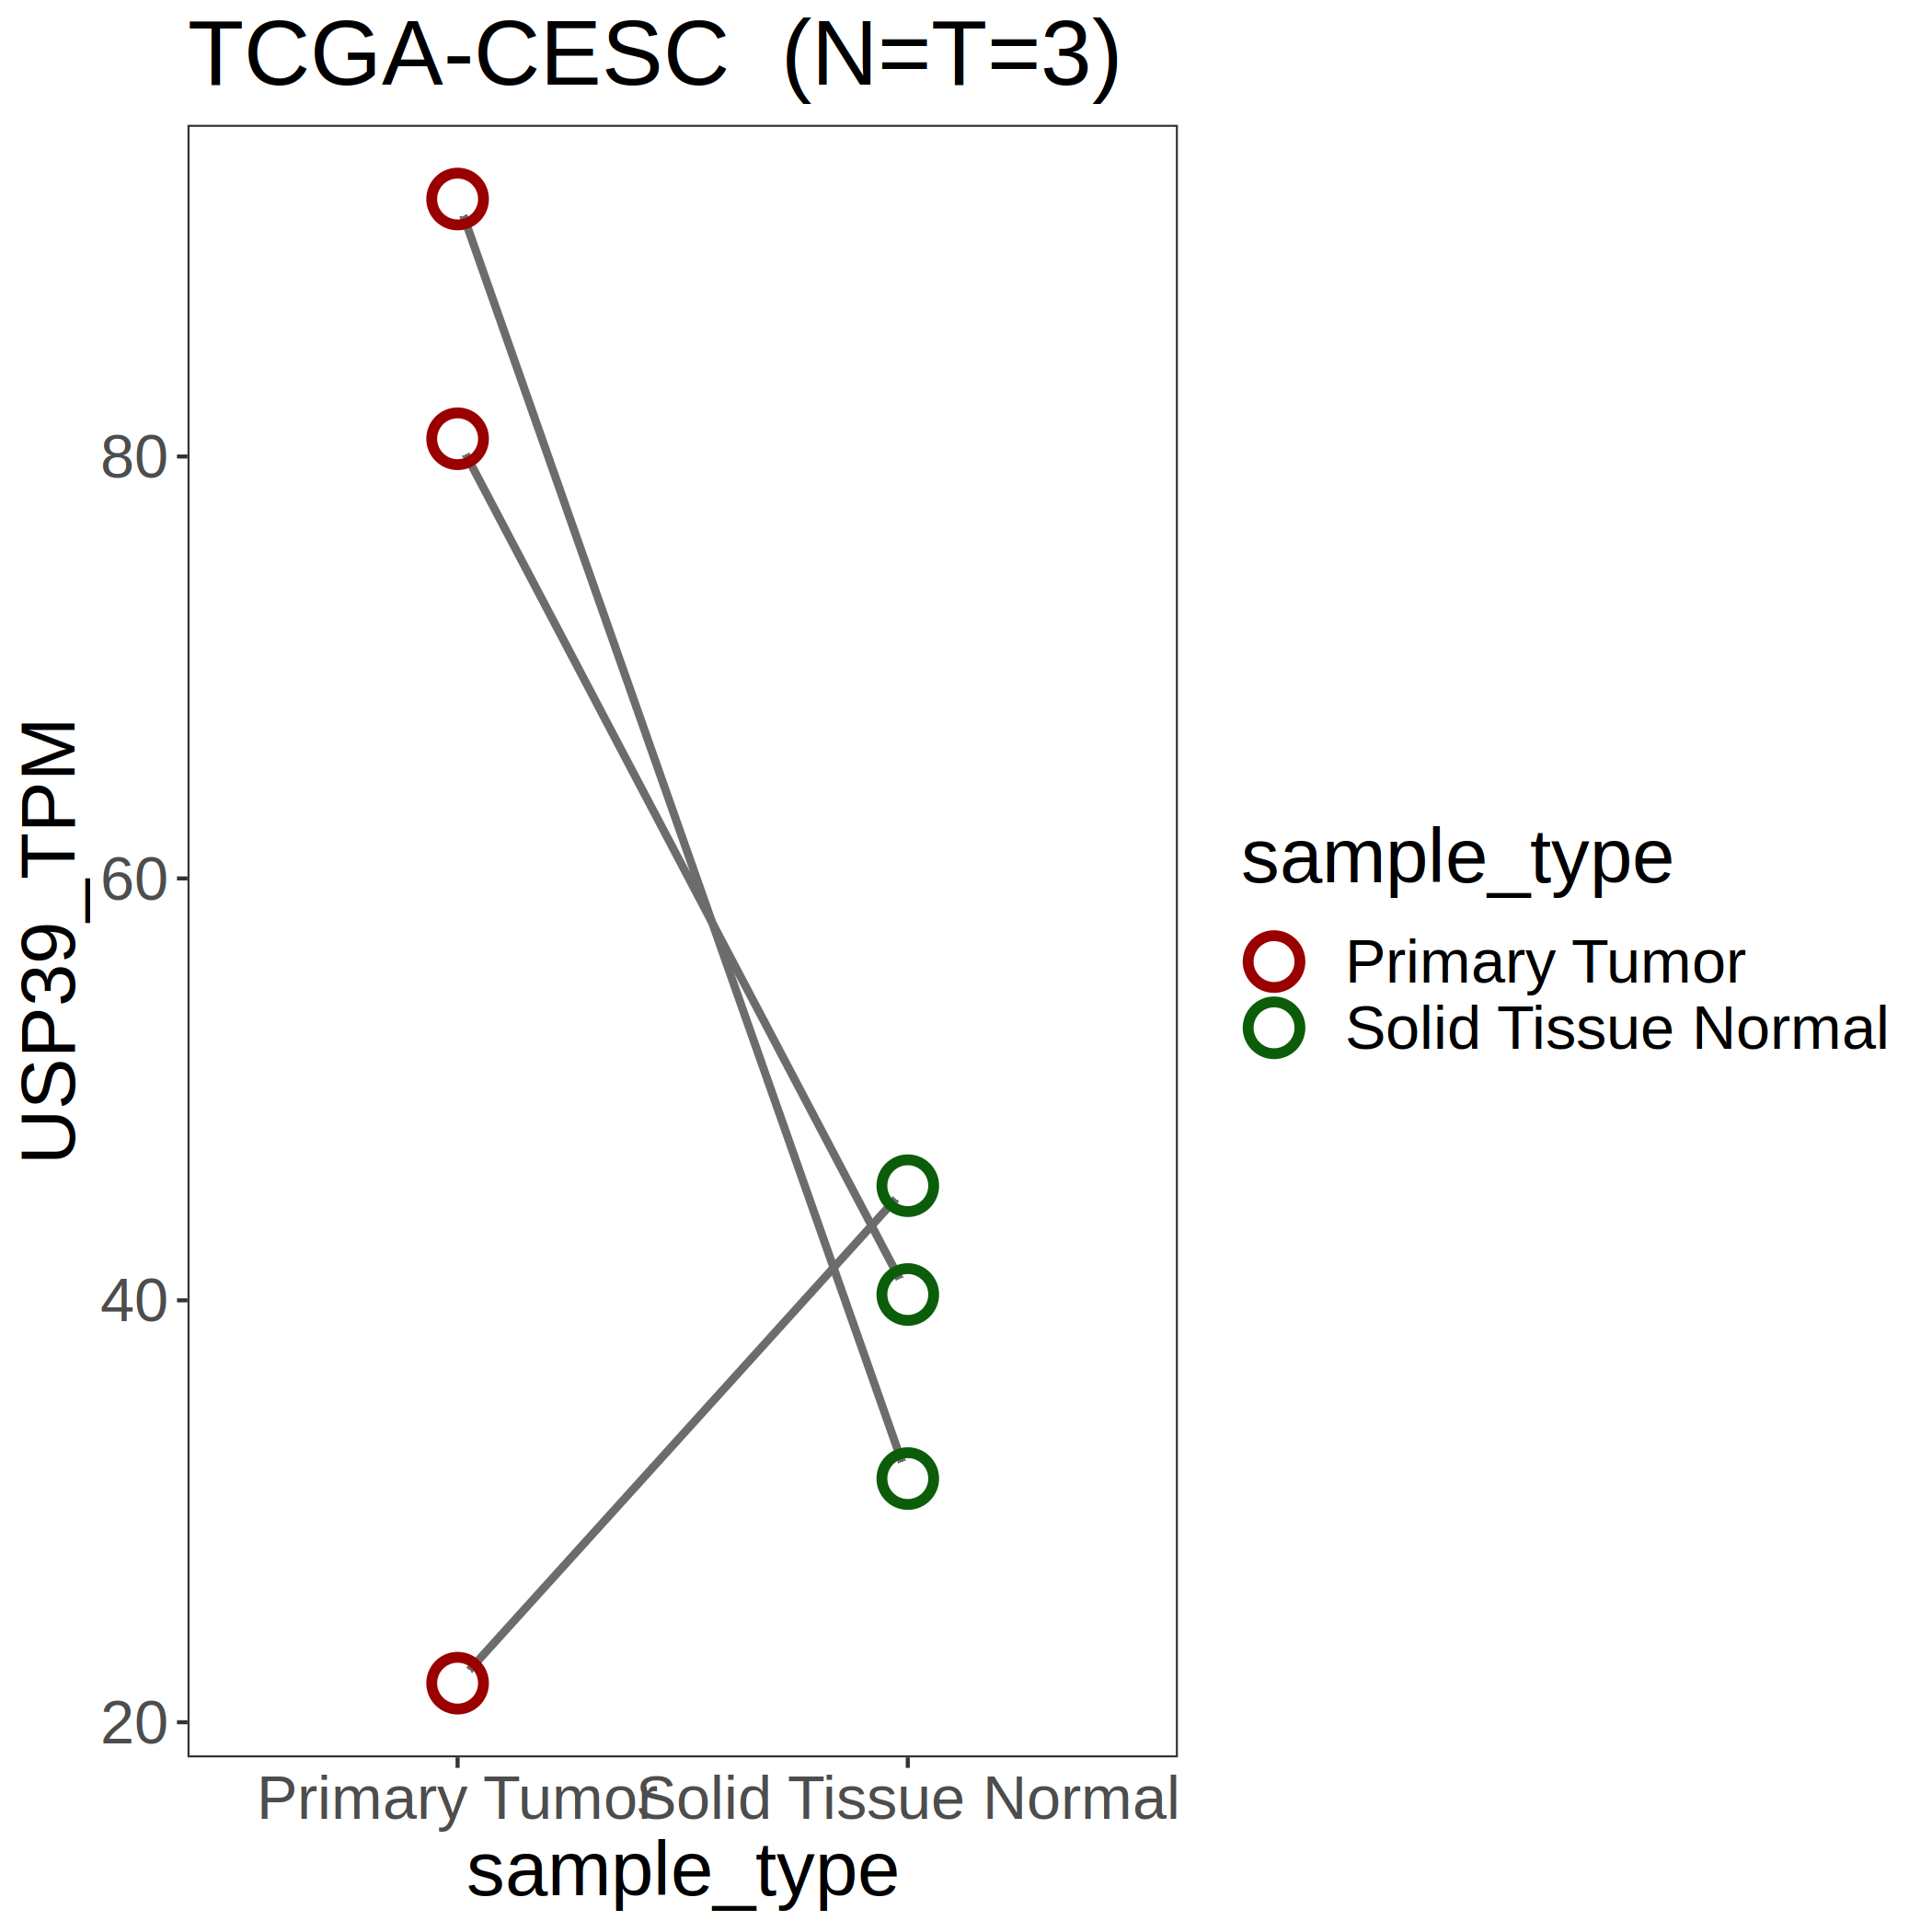 TCGA-CESC  (N=T=3)
USP39_TPM
80
60
40
20
Primary Tumor
Solid Tissue Normal
sample_type
sample_type
Primary Tumor
Solid Tissue Normal